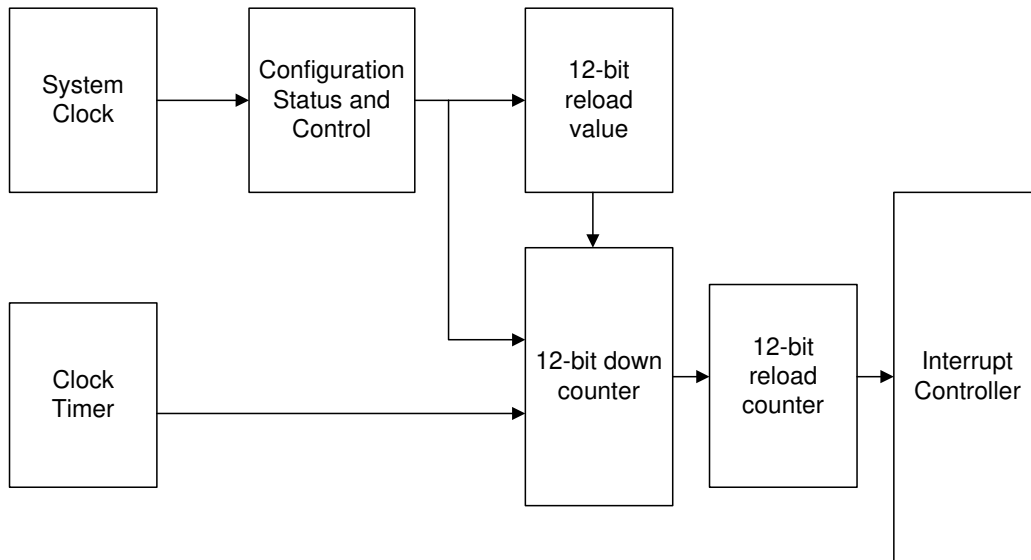 System
Clock
Configuration
Status and
Control
12-bit
reload
value
Clock
Timer
12-bit down
counter
12-bit
reload
counter
Interrupt
Controller